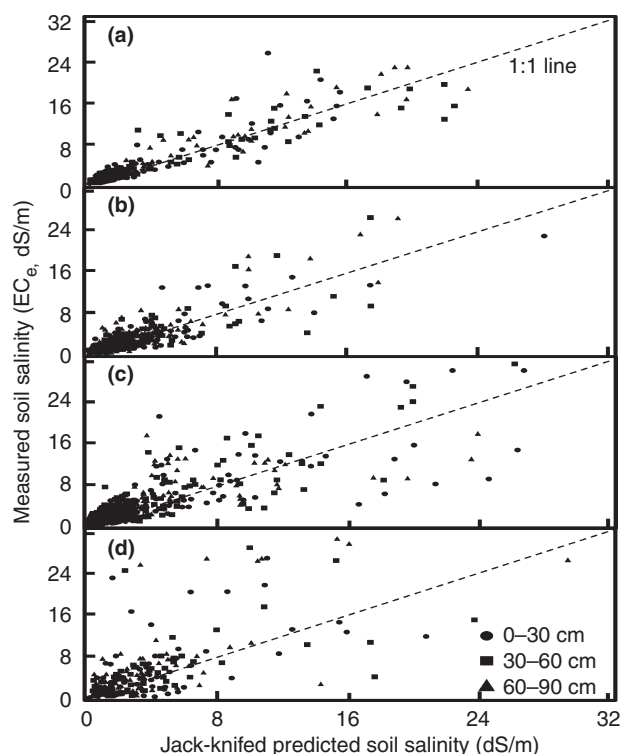 32
(a)
24
1:1 line
16
8
0
(b)
24
16
8
0
(c)
24
16
8
0
(d)
24
16
8
0
0–30 cm
30–60 cm
60–90 cm
0 8 16 24 32
Jack-knifed predicted soil salinity (dS/m)
Measured soil salinity (ECe, dS/m)